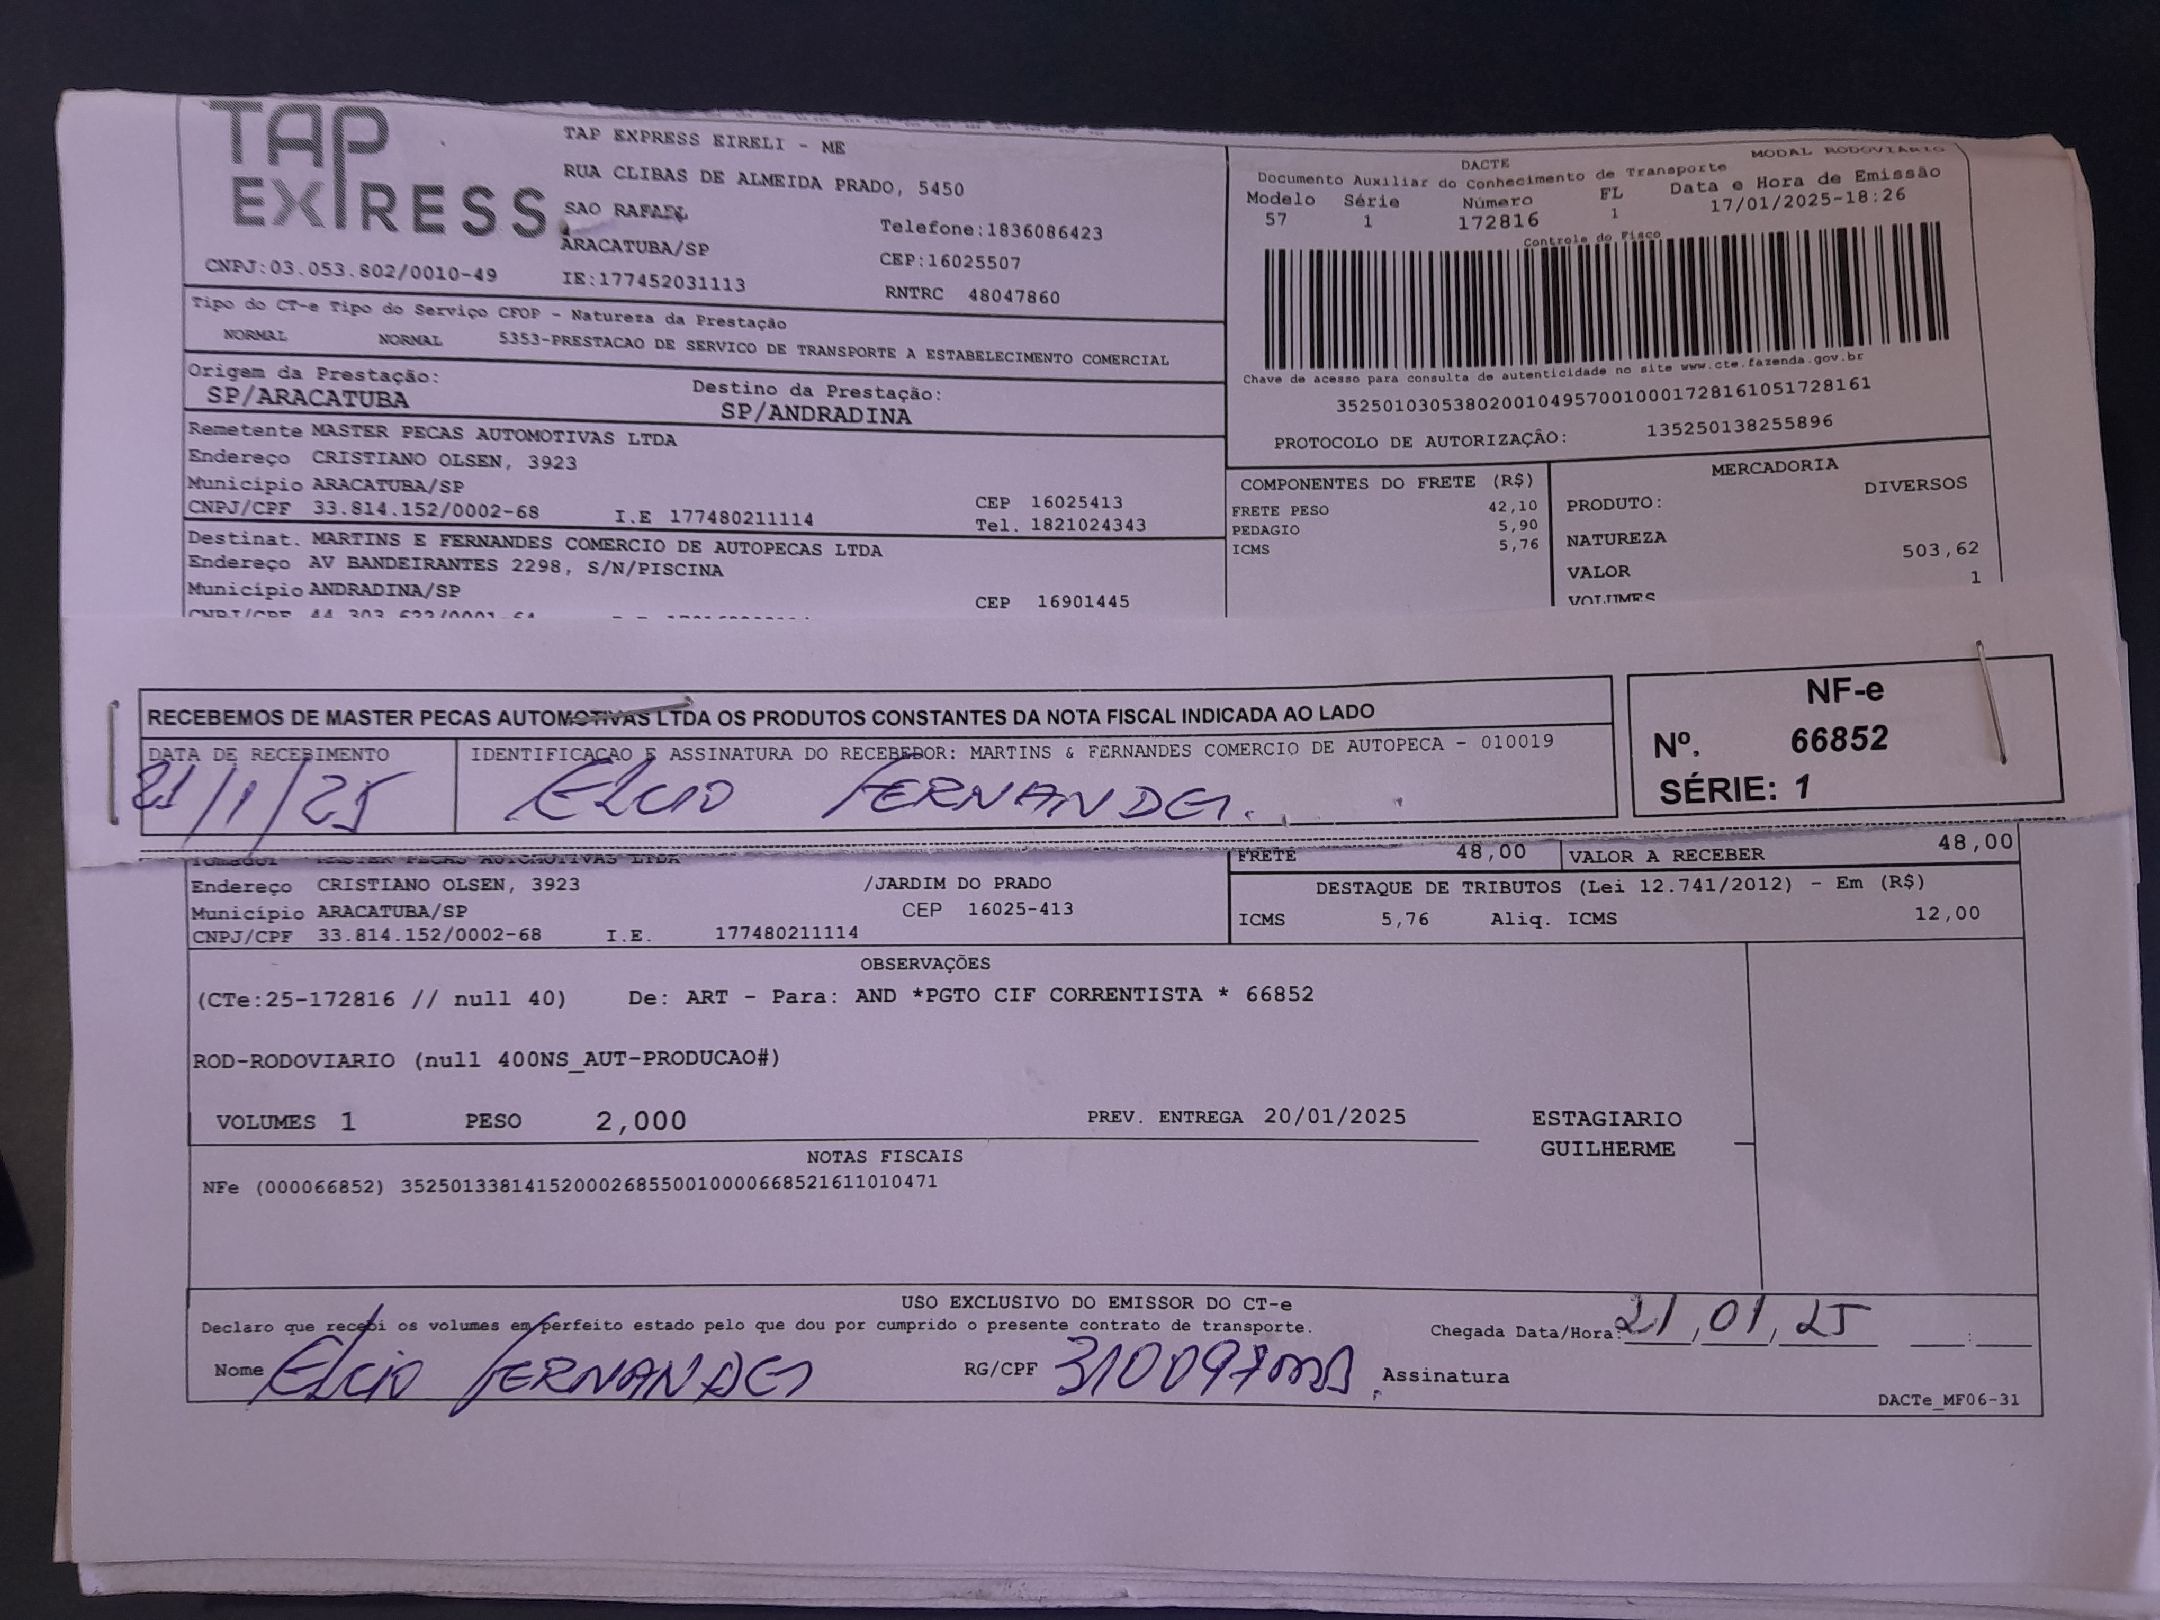 TAP
EXPRESS
TAP EXPRESS EIRELI - ME
RUA CLIBAS DE ALMEIDA PRADO, 5450
SAO RAFAEL
ARACATUBA/SP
Telefone:1836086423
CEP:16025507
CNPJ:03.053.802/0010-49
IE:177452031113
RNTRC 48047860
MODAL RODOVIARIO
DACTE
Documento Auxiliar do Conhecimento de Transporte
Modelo Série Número FL Data e Hora de Emissão
57 1 172816 1 17/01/2025-18:26
Controle do Fisco
Chave de acesso para consulta de autenticidade no site www.cte.fazenda.gov.br
35250103053802001049570010001728161051728161
PROTOCOLO DE AUTORIZAÇÃO: 135250138255896
Tipo do CT-e Tipo do Serviço CFOP - Natureza da Prestação
NORMAL NORMAL 5353-PRESTACAO DE SERVICO DE TRANSPORTE A ESTABELECIMENTO COMERCIAL
Origem da Prestação: Destino da Prestação:
SP/ARACATUBA SP/ANDRADINA
Remetente MASTER PECAS AUTOMOTIVAS LTDA
Endereço CRISTIANO OLSEN, 3923
Município ARACATUBA/SP CEP 16025413
CNPJ/CPF 33.814.152/0002-68 I.E 177480211114 Tel. 1821024343
Destinat. MARTINS E FERNANDES COMERCIO DE AUTOPECAS LTDA
Endereço AV BANDEIRANTES 2298, S/N/PISCINA
Município ANDRADINA/SP CEP 16901445
CNPJ/CPF
COMPONENTES DO FRETE (R$)
FRETE PESO 42,10
PEDAGIO 5,90
ICMS 5,76
MERCADORIA
PRODUTO: DIVERSOS
NATUREZA
VALOR 503,62
VOLUMES 1
RECEBEMOS DE MASTER PECAS AUTOMOTIVAS LTDA OS PRODUTOS CONSTANTES DA NOTA FISCAL INDICADA AO LADO
DATA DE RECEBIMENTO IDENTIFICACAO E ASSINATURA DO RECEBEDOR: MARTINS & FERNANDES COMERCIO DE AUTOPECA - 010019
21/1/25 ELCIO FERNANDES
NF-e
Nº. 66852
SÉRIE: 1
MASTER PECAS AUTOMOTIVAS LTDA
Endereço CRISTIANO OLSEN, 3923 /JARDIM DO PRADO
Município ARACATUBA/SP CEP 16025-413
CNPJ/CPF 33.814.152/0002-68 I.E. 177480211114
FRETE 48,00 VALOR A RECEBER 48,00
DESTAQUE DE TRIBUTOS (Lei 12.741/2012) - Em (R$)
ICMS 5,76 Aliq. ICMS 12,00
OBSERVAÇÕES
(CTe:25-172816 // null 40) De: ART - Para: AND *PGTO CIF CORRENTISTA * 66852
ROD-RODOVIARIO (null 400NS_AUT-PRODUCAO#)
VOLUMES 1 PESO 2,000 PREV. ENTREGA 20/01/2025 ESTAGIARIO
GUILHERME
NOTAS FISCAIS
NFe (000066852) 35250133814152000268550010000668521611010471
USO EXCLUSIVO DO EMISSOR DO CT-e
Declaro que recebi os volumes em perfeito estado pelo que dou por cumprido o presente contrato de transporte.
Chegada Data/Hora: 21,01,25
Nome ELCIO FERNANDES RG/CPF Assinatura
DACTe_MF06-31